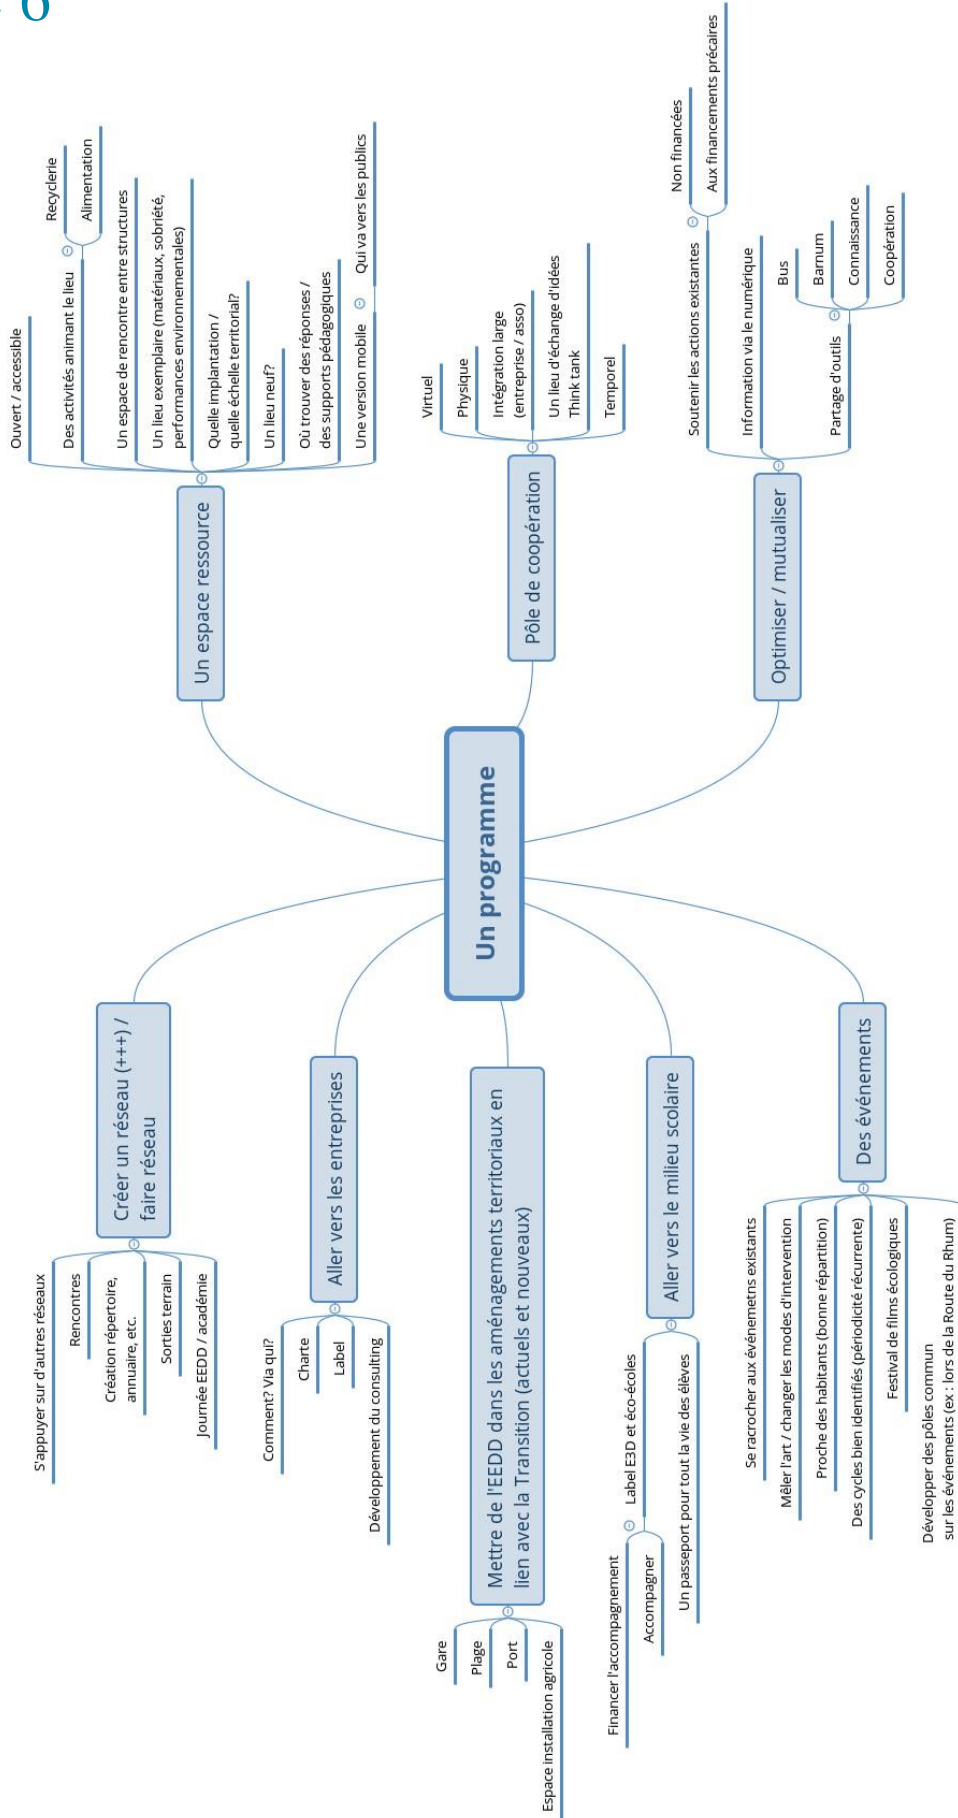 6
Un programme
Un espace ressource
Ouvert / accessible
Des activités animant le lieu
Recyclerie
Alimentation
Un espace de rencontre entre structures
Un lieu exemplaire (matériaux, sobriété,
performances environnementales)
Quelle implantation /
quelle échelle territorial?
Un lieu neuf?
Où trouver des réponses /
des supports pédagogiques
Une version mobile
Qui va vers les publics
Pôle de coopération
Virtuel
Physique
Intégration large
(entreprise / asso)
Un lieu d'échange d'idées
Think tank
Temporel
Optimiser / mutualiser
Soutenir les actions existantes
Non financées
Aux financements précaires
Information via le numérique
Partage d'outils
Bus
Barnum
Connaissance
Coopération
Créer un réseau (+++) /
faire réseau
S'appuyer sur d'autres réseaux
Rencontres
Création répertoire,
annuaire, etc.
Sorties terrain
Journée EEDD / académie
Aller vers les entreprises
Comment? Via qui?
Charte
Label
Développement du consulting
Mettre de l'EEDD dans les aménagements territoriaux en
lien avec la Transition (actuels et nouveaux)
Gare
Plage
Port
Espace installation agricole
Aller vers le milieu scolaire
Label E3D et éco-écoles
Financer l'accompagnement
Accompagner
Un passeport pour tout la vie des élèves
Des événements
Se racrocher aux événemetns existants
Mêler l'art / changer les modes d'intervention
Proche des habitants (bonne répartition)
Des cycles bien identifiés (périodicité récurrente)
Festival de films écologiques
Développer des pôles commun
sur les événements (ex : lors de la Route du Rhum)